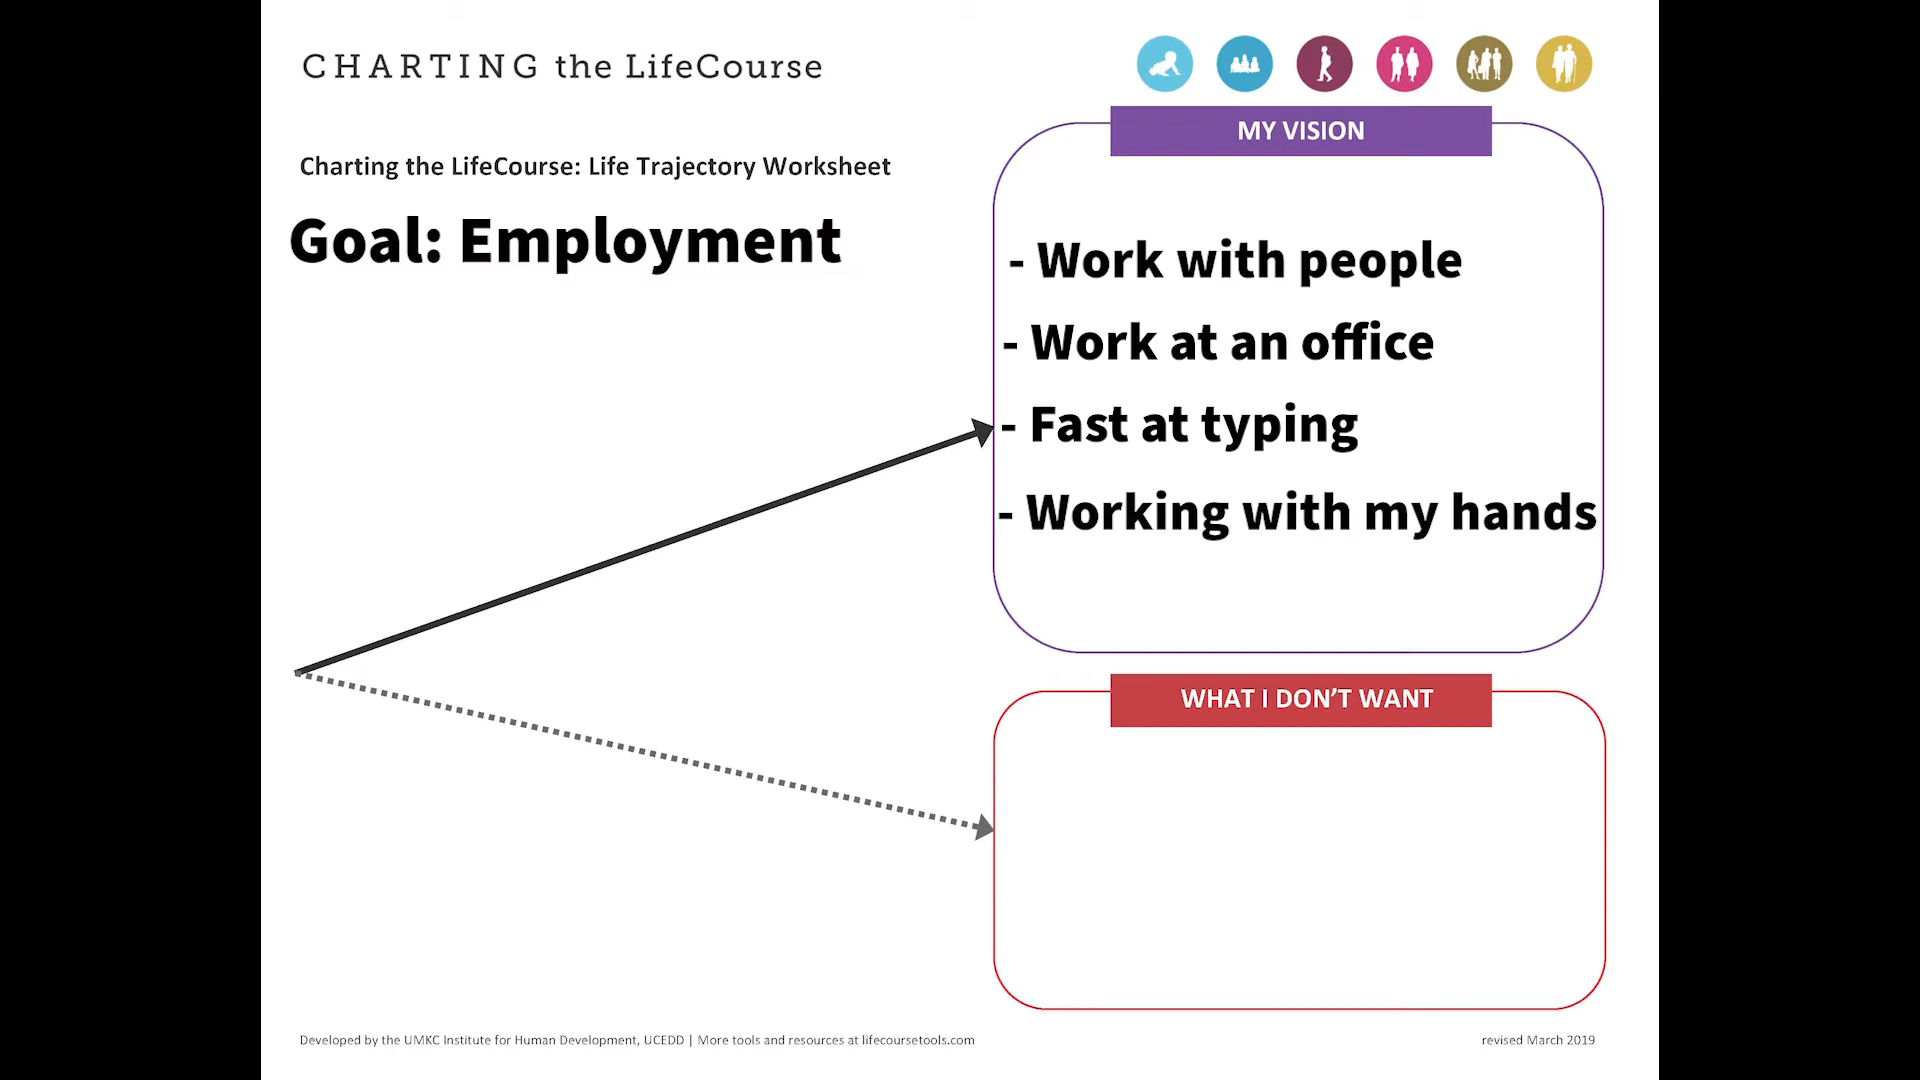 CHARTING the LifeCourse
Charting the LifeCourse: Life Trajectory Worksheet
Goal: Employment
MY VISION
- Work with people
- Work at an office
- Fast at typing
- Working with my hands
WHAT I DON’T WANT
Developed by the UMKC Institute for Human Development, UCEDD | More tools and resources at lifecoursetools.com
revised March 2019